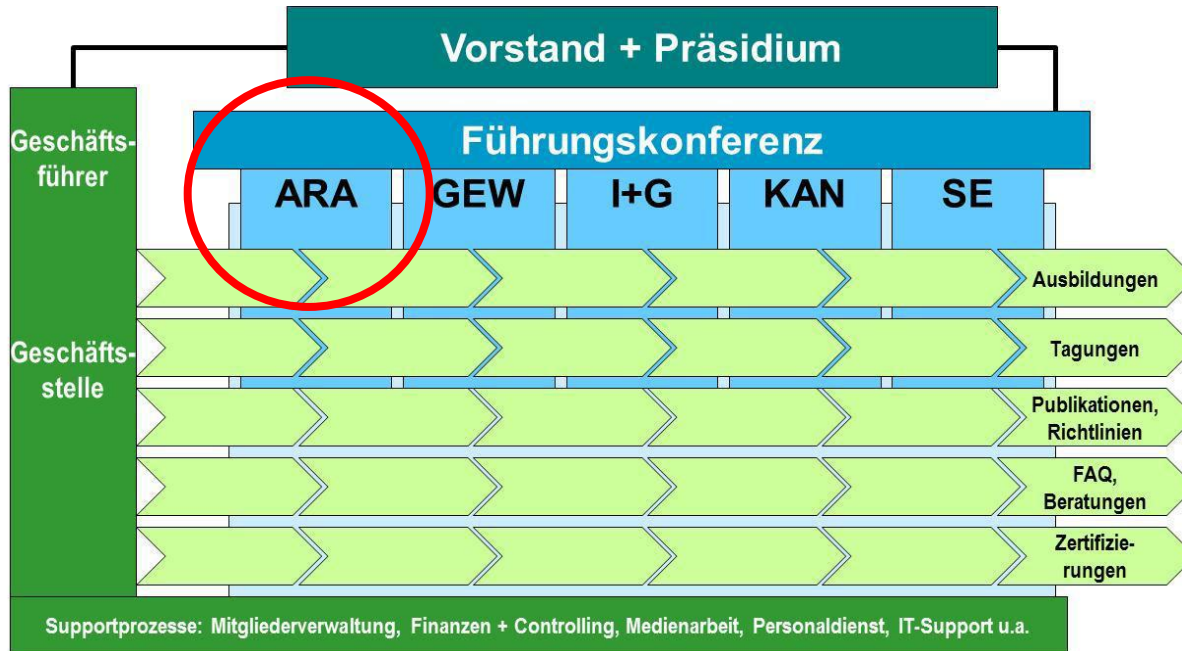 Vorstand + Präsidium
Geschäfts-
führer
Führungskonferenz
ARA
GEW
I+G
KAN
SE
Ausbildungen
Geschäfts-
stelle
Tagungen
Publikationen,
Richtlinien
FAQ,
Beratungen
Zertifizie-
rungen
Supportprozesse: Mitgliederverwaltung, Finanzen + Controlling, Medienarbeit, Personaldienst, IT-Support u.a.